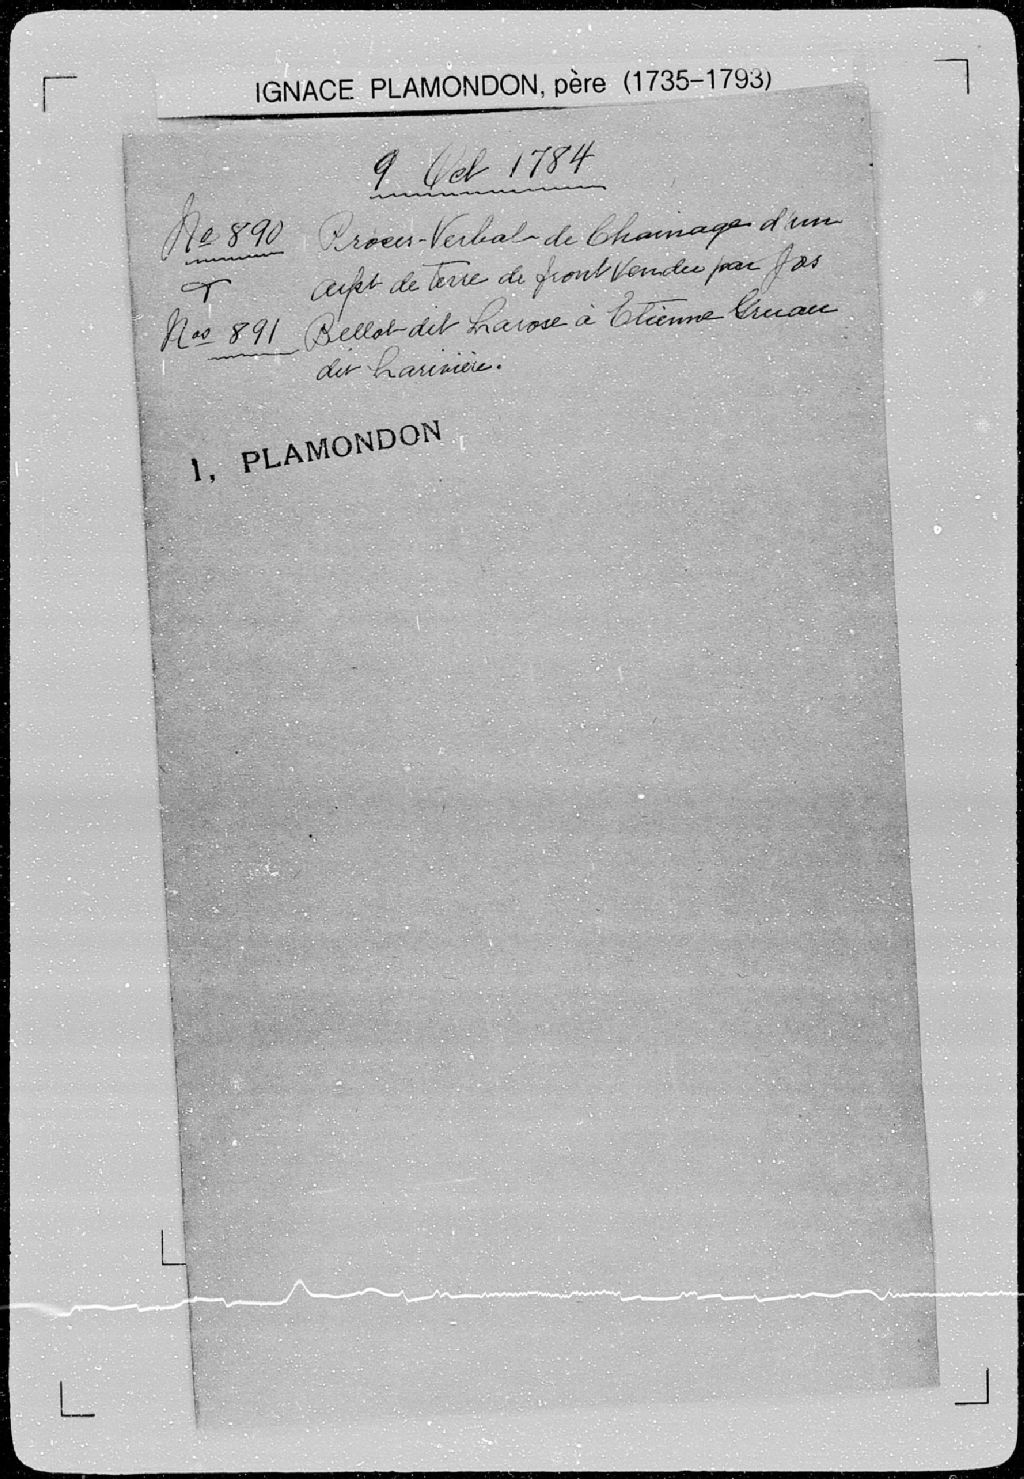 IGNACE PLAMONDON, père (1735-1793)
9 Oct 1784
No 890 Procès-Verbal de Chainage d'un
arpt de terre de front vendu par Jos
Nos 891 Bellot dit Larose à Etienne Gruau
dit Larivière.
I, PLAMONDON